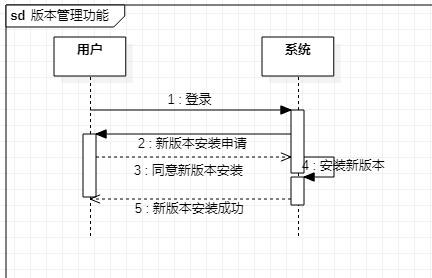 sd 版本管理功能
用户
系统
1 : 登录
2 : 新版本安装申请
3 : 同意新版本安装
4 : 安装新版本
5 : 新版本安装成功